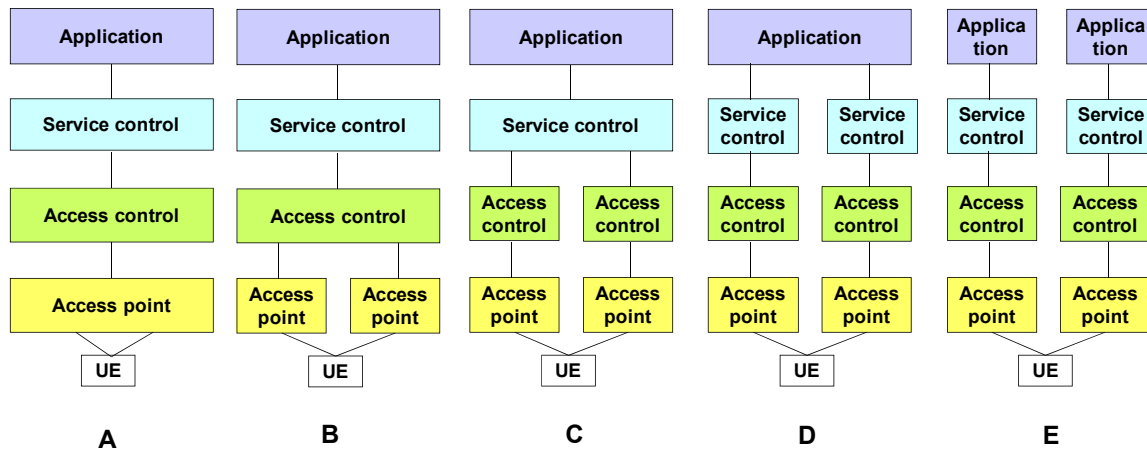 Application
Service control
Access control
Access point
UE
A
Application
Service control
Access control
Access
point
Access
point
UE
B
Application
Service control
Access
control
Access
control
Access
point
Access
point
UE
C
Application
Service
control
Service
control
Access
control
Access
control
Access
point
Access
point
UE
D
Applica
tion
Applica
tion
Service
control
Service
control
Access
control
Access
control
Access
point
Access
point
UE
E